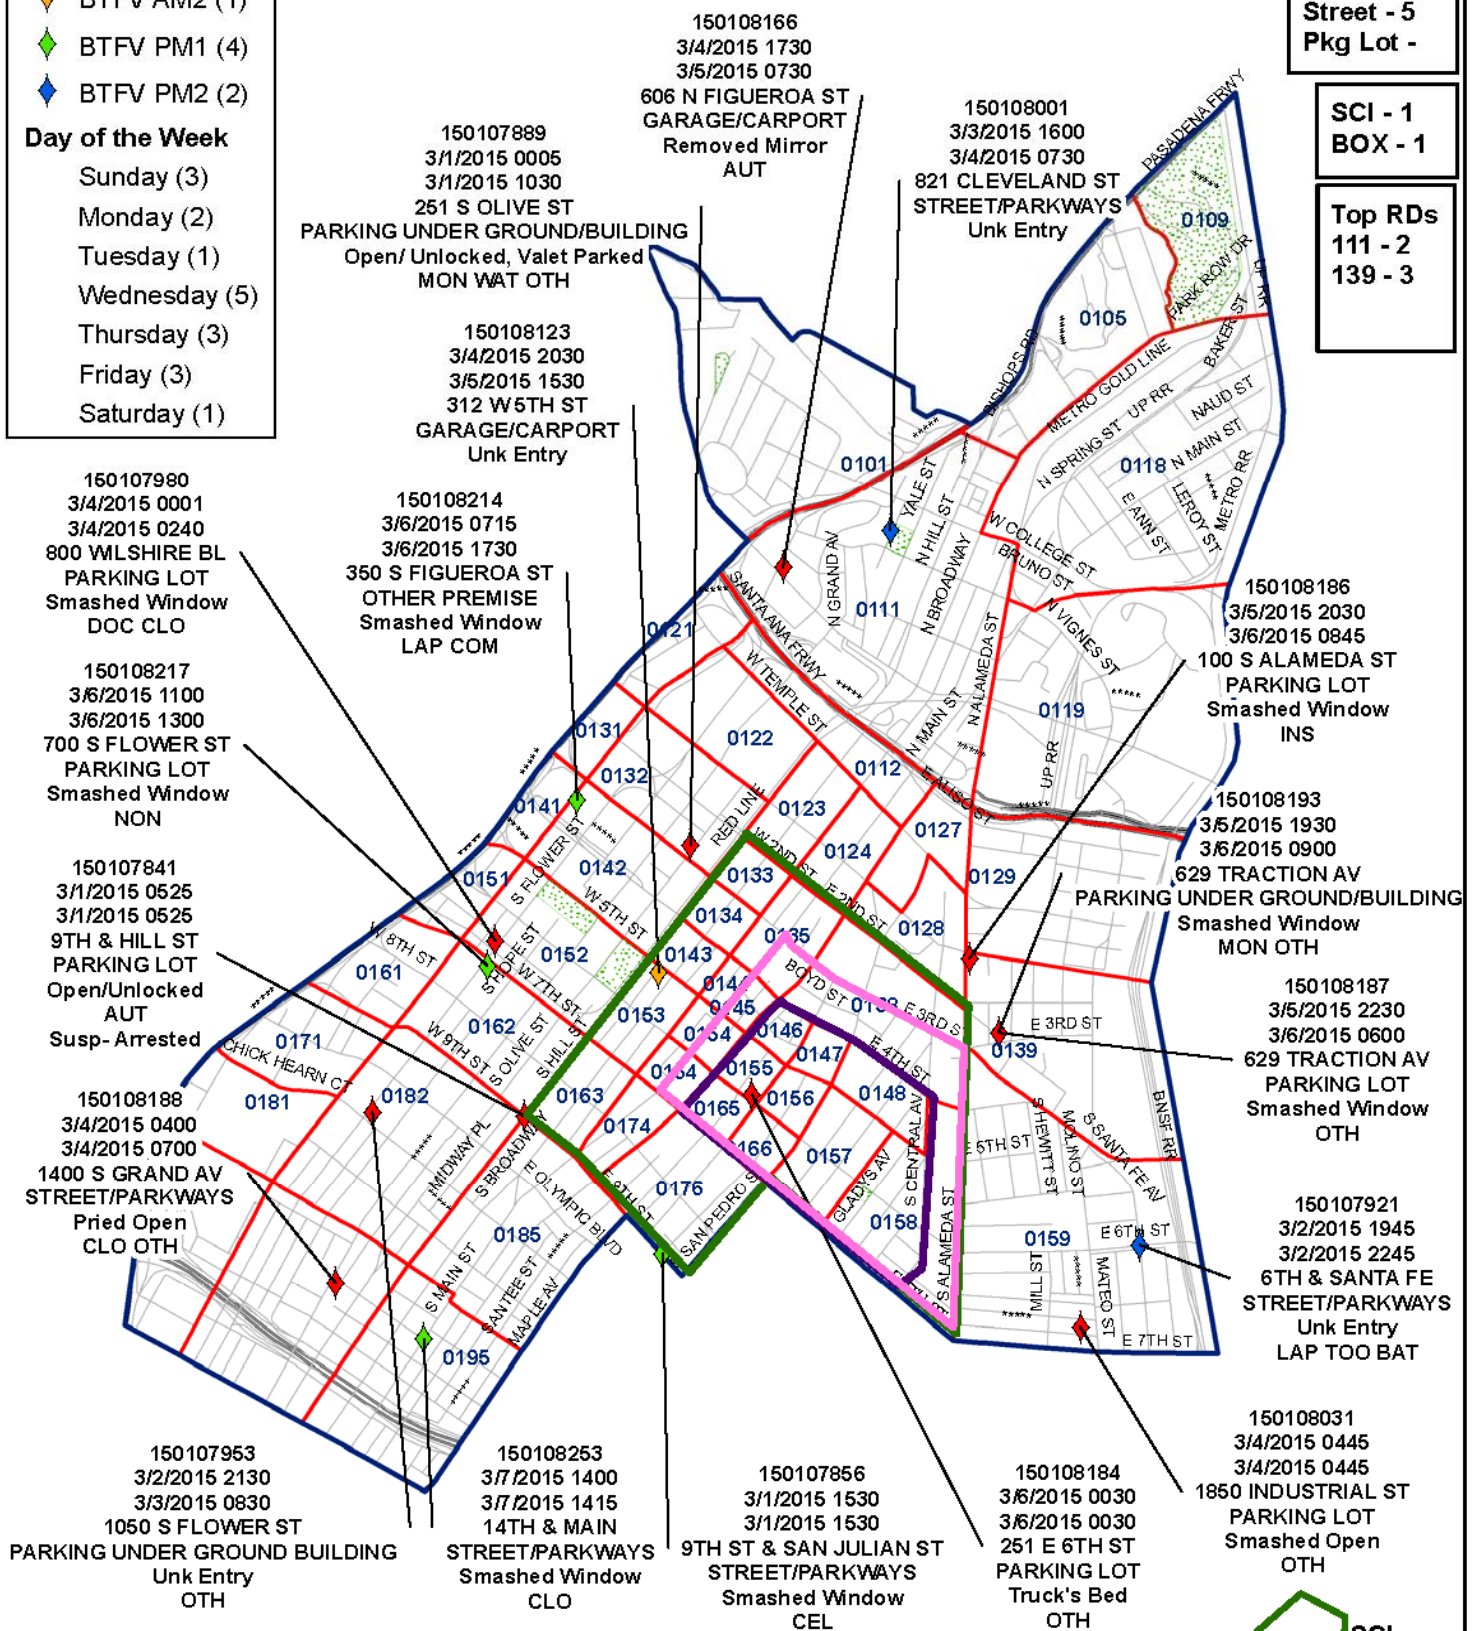 BTFV AM2 (1)
BTFV PM1 (4)
BTFV PM2 (2)
Day of the Week
Sunday (3)
Monday (2)
Tuesday (1)
Wednesday (5)
Thursday (3)
Friday (3)
Saturday (1)
Street - 5
Pkg Lot -
SCI - 1
BOX - 1
Top RDs
111 - 2
139 - 3
150108166
3/4/2015 1730
3/5/2015 0730
606 N FIGUEROA ST
GARAGE/CARPORT
Removed Mirror
AUT
150108001
3/3/2015 1600
3/4/2015 0730
821 CLEVELAND ST
STREET/PARKWAYS
Unk Entry
150107889
3/1/2015 0005
3/1/2015 1030
251 S OLIVE ST
PARKING UNDER GROUND/BUILDING
Open/ Unlocked, Valet Parked
MON WAT OTH
150108123
3/4/2015 2030
3/5/2015 1530
312 W 5TH ST
GARAGE/CARPORT
Unk Entry
150107980
3/4/2015 0001
3/4/2015 0240
800 WILSHIRE BL
PARKING LOT
Smashed Window
DOC CLO
150108214
3/6/2015 0715
3/6/2015 1730
350 S FIGUEROA ST
OTHER PREMISE
Smashed Window
LAP COM
150108217
3/6/2015 1100
3/6/2015 1300
700 S FLOWER ST
PARKING LOT
Smashed Window
NON
150107841
3/1/2015 0525
3/1/2015 0525
9TH & HILL ST
PARKING LOT
Open/Unlocked
AUT
Susp- Arrested
150108188
3/4/2015 0400
3/4/2015 0700
1400 S GRAND AV
STREET/PARKWAYS
Pried Open
CLO OTH
150108186
3/5/2015 2030
3/6/2015 0845
100 S ALAMEDA ST
PARKING LOT
Smashed Window
INS
150108193
3/5/2015 1930
3/6/2015 0900
629 TRACTION AV
PARKING UNDER GROUND/BUILDING
Smashed Window
MON OTH
150108187
3/5/2015 2230
3/6/2015 0600
629 TRACTION AV
PARKING LOT
Smashed Window
OTH
150107921
3/2/2015 1945
3/2/2015 2245
6TH & SANTA FE
STREET/PARKWAYS
Unk Entry
LAP TOO BAT
150108031
3/4/2015 0445
3/4/2015 0445
1850 INDUSTRIAL ST
PARKING LOT
Smashed Open
OTH
150107953
3/2/2015 2130
3/3/2015 0830
1050 S FLOWER ST
PARKING UNDER GROUND BUILDING
Unk Entry
OTH
150108253
3/7/2015 1400
3/7/2015 1415
14TH & MAIN
STREET/PARKWAYS
Smashed Window
CLO
150107856
3/1/2015 1530
3/1/2015 1530
9TH ST & SAN JULIAN ST
STREET/PARKWAYS
Smashed Window
CEL
150108184
3/6/2015 0030
3/6/2015 0030
251 E 6TH ST
PARKING LOT
Truck's Bed
OTH
PASADENA FRWY
0109
PARK ROW DR
UP RR
0105
BAKER ST
BISHOPS RD
METRO GOLD LINE
UP RR
NAUD ST
N SPRING ST
N MAIN ST
0118
0101
YALE ST
N HILL ST
LEROY ST
METRO RR
E ANN ST
W COLLEGE ST
BRUNO ST
N GRAND AV
N BROADWAY
0111
SANTA ANA FRWY
N VIGNES ST
0121
N ALAMEDA ST
W TEMPLE ST
N MAIN ST
0119
UP RR
0131
0122
0112
0132
E ALISO ST
0141
0123
RED LINE
0127
S FLOWER ST
W 2ND ST
0124
0142
0151
0133
E 2ND ST
0129
W 5TH ST
0134
0128
W 8TH ST
S HOPE ST
0152
0135
0143
0161
BOYD ST
W 7TH ST
E 3RD ST
0153
E 3RD ST
0162
0146
0139
0171
W 9TH ST
S OLIVE ST
S HILL ST
E 4TH ST
0147
CHICK HEARN CT
0155
0181
0182
0163
0165
0156
0148
0174
S CENTRAL AV
MIDWAY PL
S BROADWAY
E 5TH ST
S HEWITT ST
MOLINO ST
S SANTA FE AV
BNSF RR
0157
E 8TH ST
0176
GLADYS AV
E OLYMPIC BLVD
SAN PEDRO S
0158
0159
E 6TH ST
0185
S ALAMEDA ST
S MAIN ST
SANTEE ST
MAPLE AV
MILL ST
MATEO ST
E 7TH ST
0195